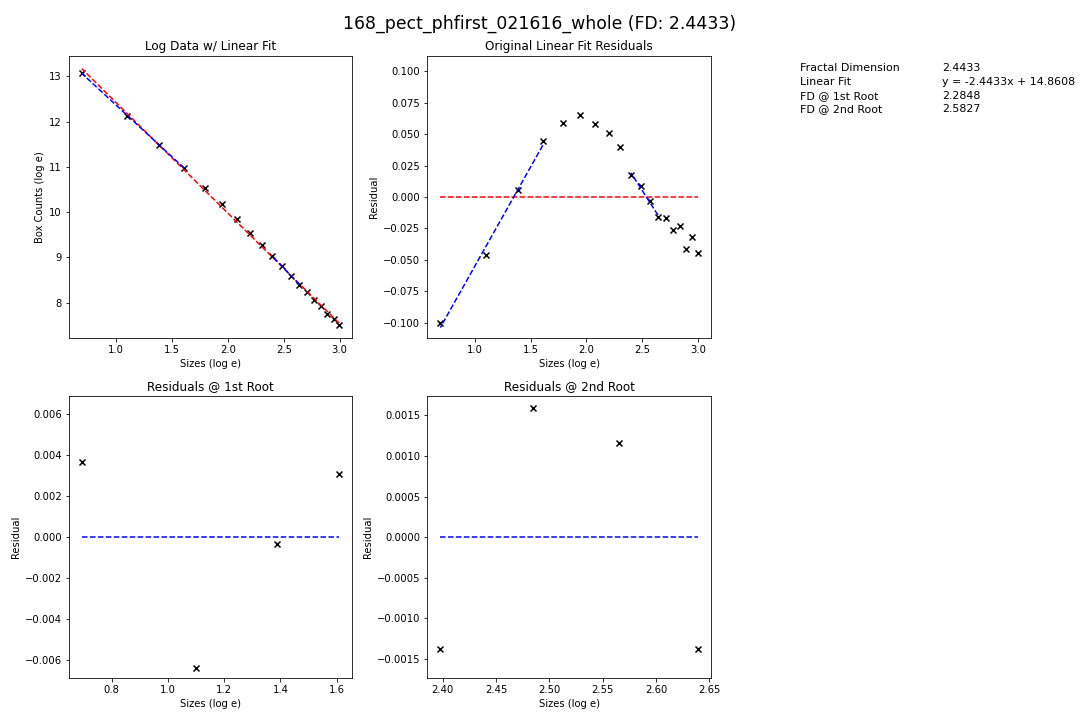 168_pect_phfirst_021616_whole (FD: 2.4433)
Log Data w/ Linear Fit
13
12
11
10
9
8
Box Counts (log e)
1.0 1.5 2.0 2.5 3.0
Sizes (log e)
Original Linear Fit Residuals
0.100
0.075
0.050
0.025
0.000
−0.025
−0.050
−0.075
−0.100
Residual
1.0 1.5 2.0 2.5 3.0
Sizes (log e)
Fractal Dimension 2.4433
Linear Fit y = -2.4433x + 14.8608
FD @ 1st Root 2.2848
FD @ 2nd Root 2.5827
Residuals @ 1st Root
0.006
0.004
0.002
0.000
−0.002
−0.004
−0.006
Residual
0.8 1.0 1.2 1.4 1.6
Sizes (log e)
Residuals @ 2nd Root
0.0015
0.0010
0.0005
0.0000
−0.0005
−0.0010
−0.0015
Residual
2.40 2.45 2.50 2.55 2.60 2.65
Sizes (log e)